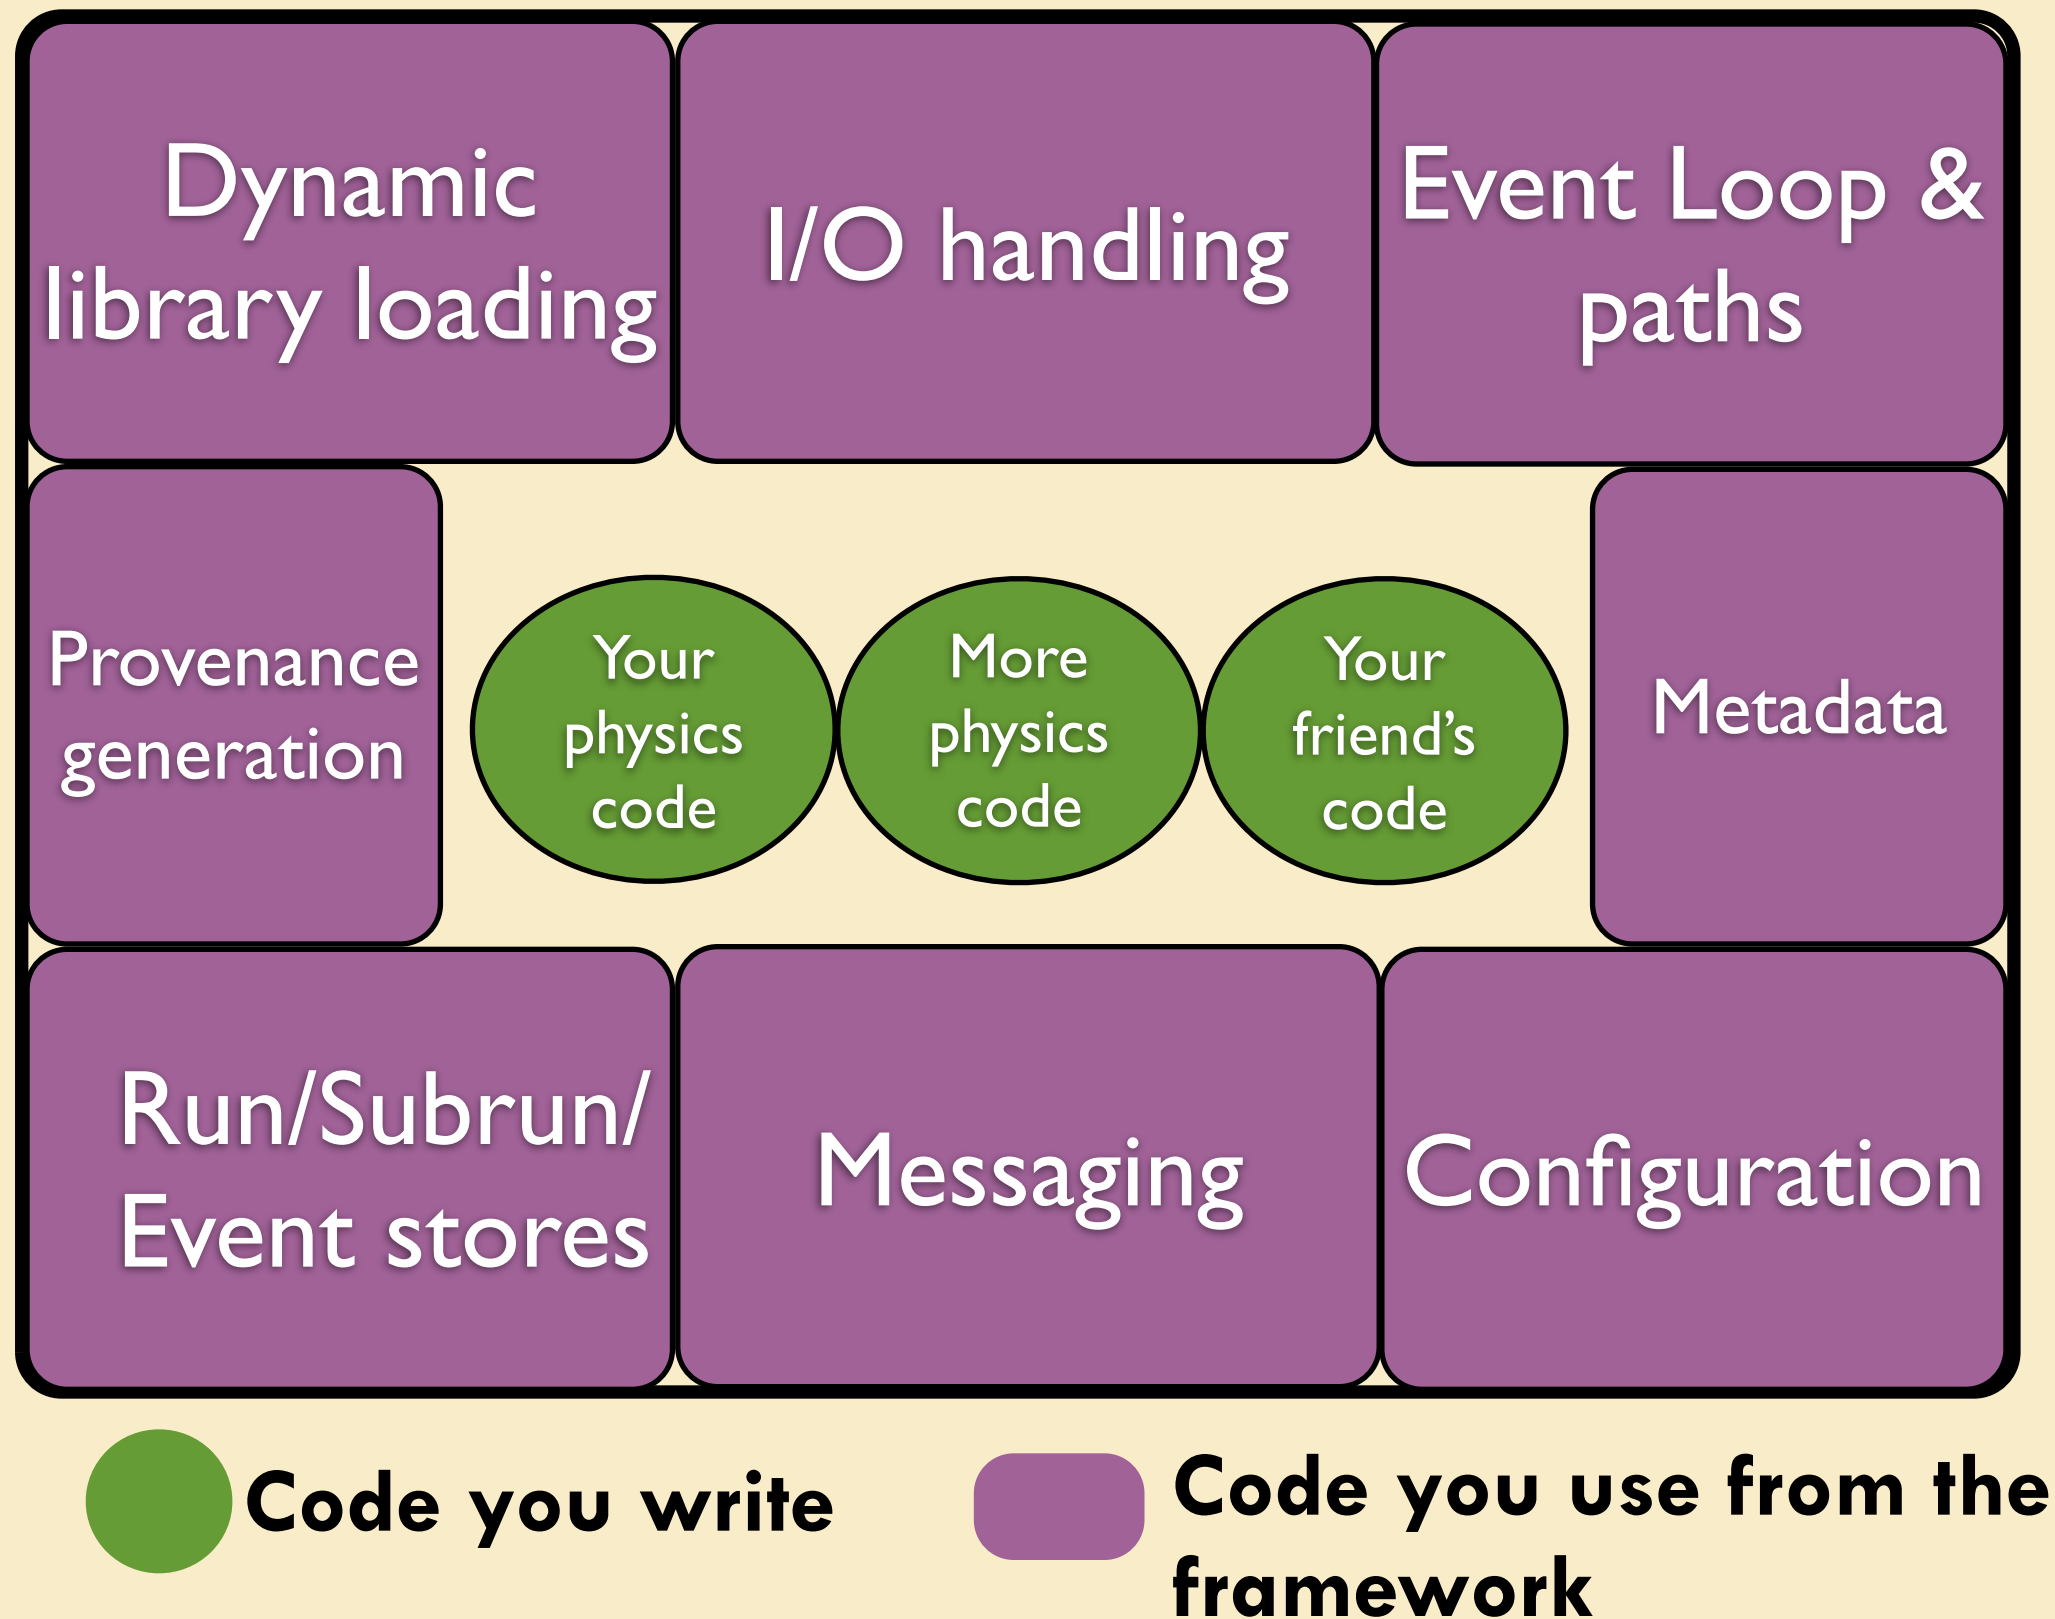 Dynamic
library loading
I/O handling
Event Loop &
paths
Provenance
generation
Your
physics
code
More
physics
code
Your
friend’s
code
Metadata
Run/Subrun/
Event stores
Messaging
Configuration
Code you write
Code you use from the
framework